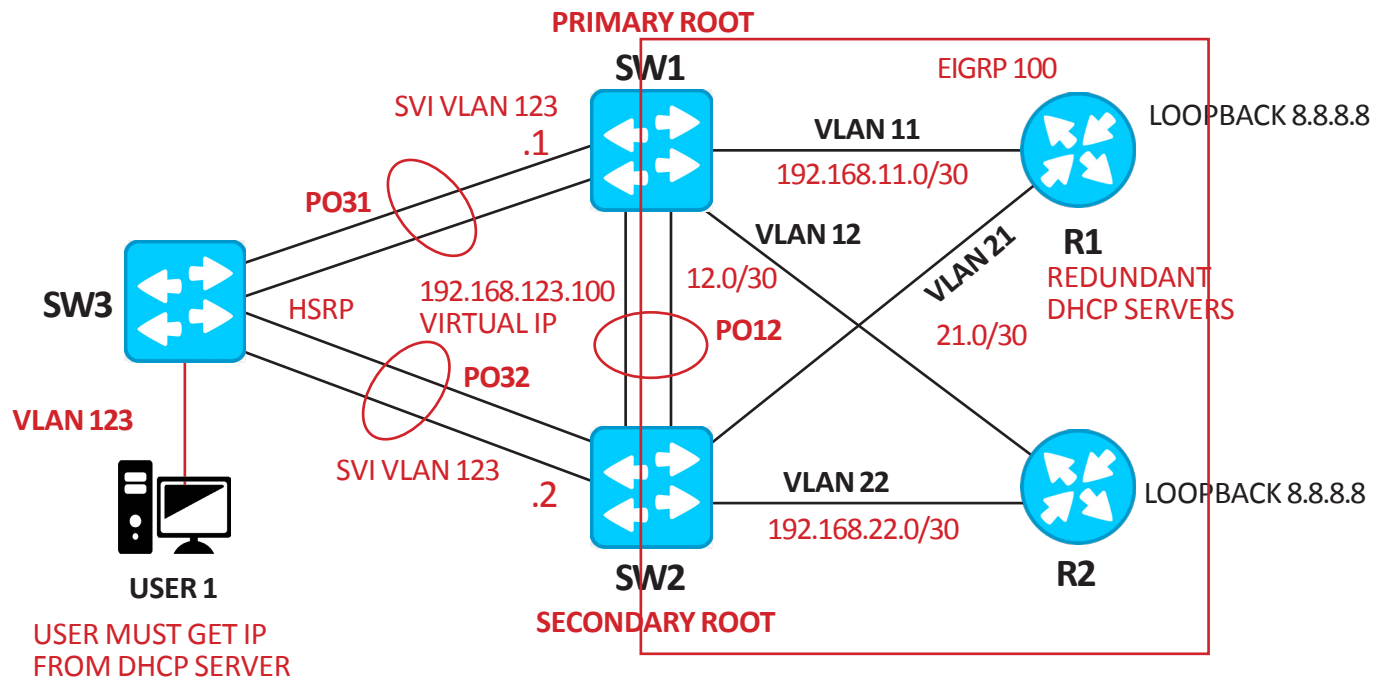 PRIMARY ROOT
SW1
EIGRP 100
LOOPBACK 8.8.8.8
SVI VLAN 123
.1
VLAN 11
192.168.11.0/30
PO31
VLAN 12
VLAN 21
R1
REDUNDANT
DHCP SERVERS
SW3
HSRP
192.168.123.100
VIRTUAL IP
12.0/30
PO12
21.0/30
PO32
VLAN 123
SVI VLAN 123
.2
VLAN 22
192.168.22.0/30
LOOPBACK 8.8.8.8
R2
SW2
USER 1
SECONDARY ROOT
USER MUST GET IP
FROM DHCP SERVER